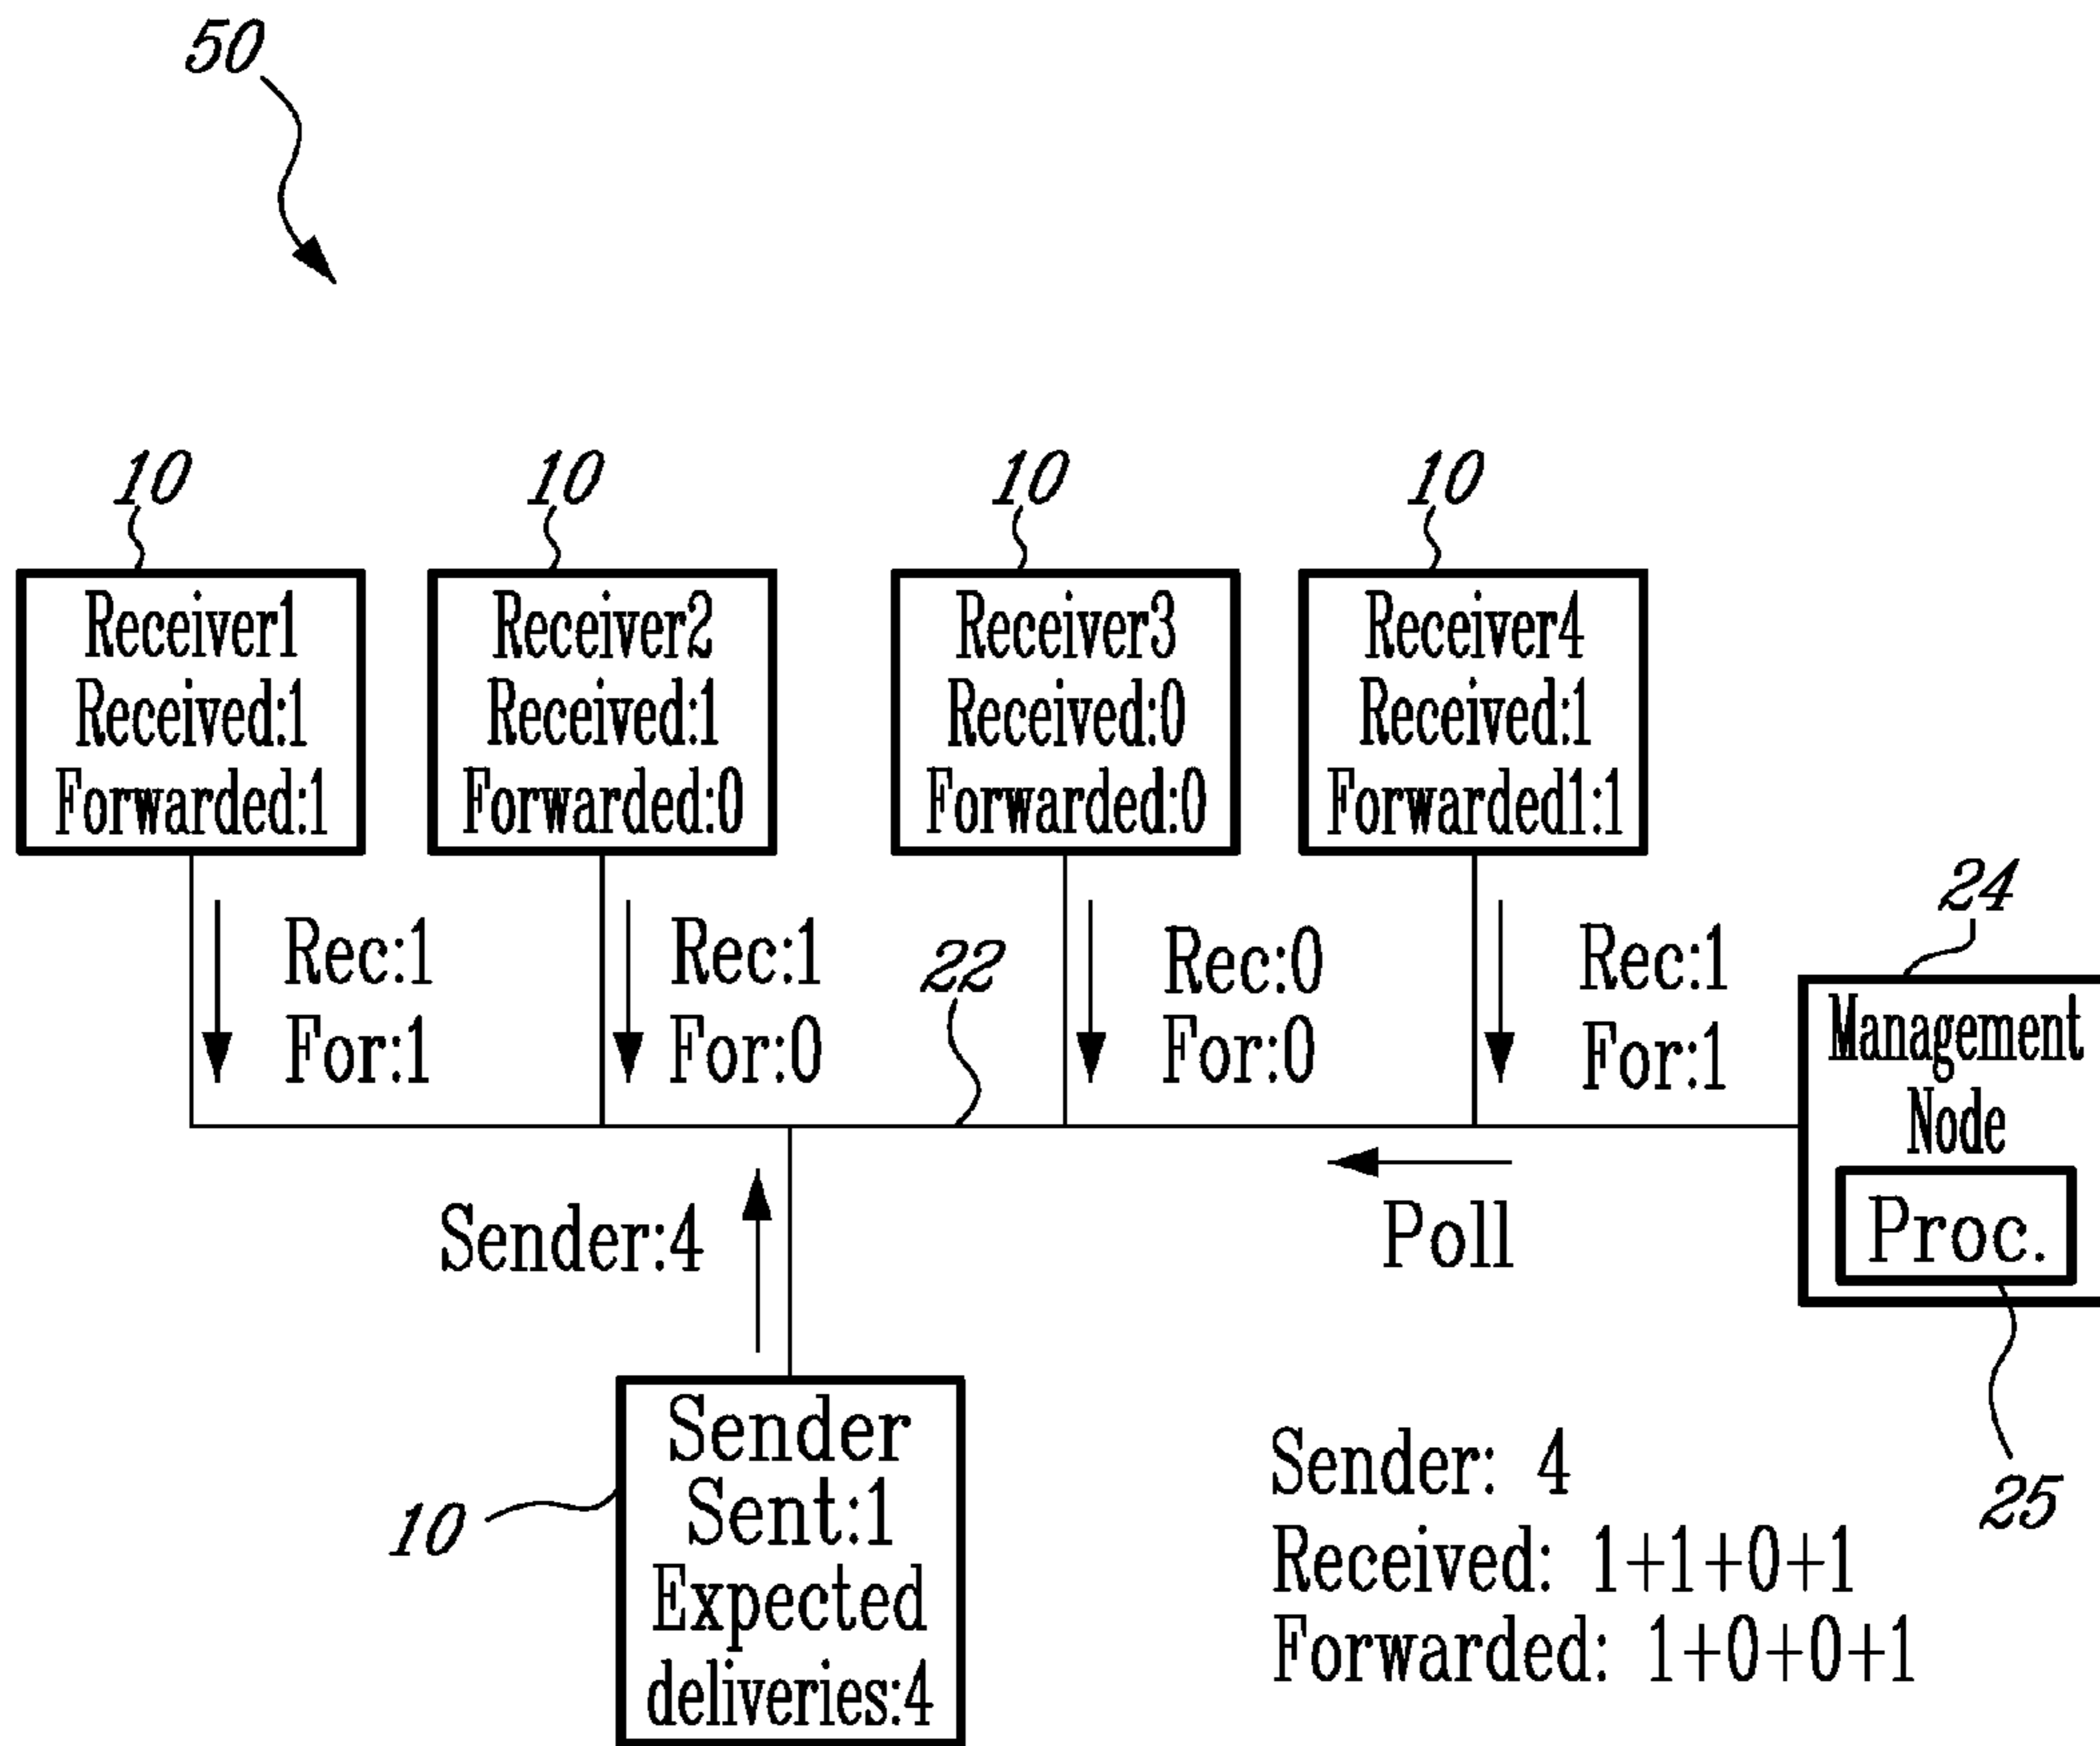 50
10
10
10
10
Receiver1
Received:1
Forwarded:1
Receiver2
Received:1
Forwarded:0
Receiver3
Received:0
Forwarded:0
Receiver4
Received:1
Forwarded1:1
Rec:1
For:1
Rec:1
For:0
22
Rec:0
For:0
Rec:1
For:1
24
Management
Node
Proc.
25
Sender:4
Poll
10
Sender
Sent:1
Expected
deliveries:4
Sender: 4
Received: 1+1+0+1
Forwarded: 1+0+0+1